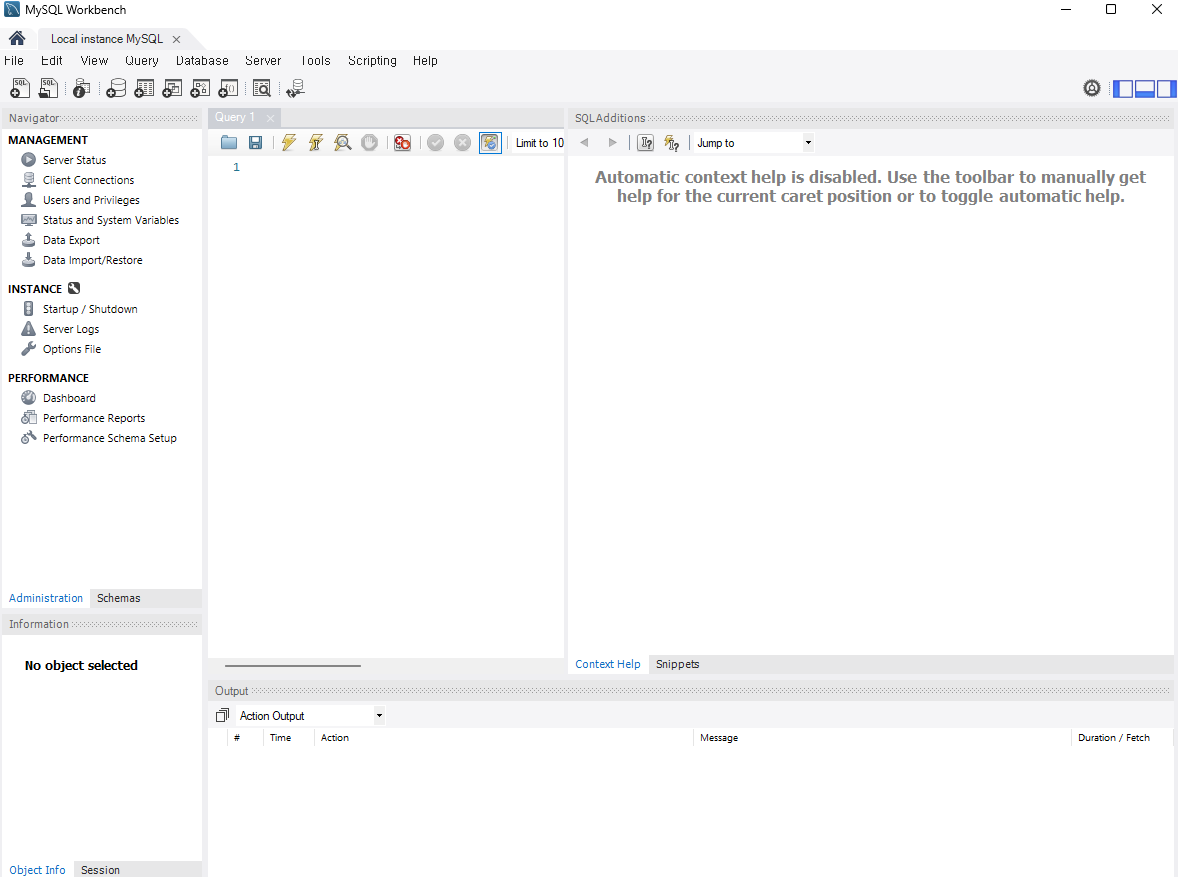 MySQL Workbench
Local instance MySQL
File Edit View Query Database Server Tools Scripting Help
Navigator
MANAGEMENT
Server Status
Client Connections
Users and Privileges
Status and System Variables
Data Export
Data Import/Restore
INSTANCE
Startup / Shutdown
Server Logs
Options File
PERFORMANCE
Dashboard
Performance Reports
Performance Schema Setup
Administration Schemas
Information
No object selected
Object Info Session
Query 1
Limit to 10
1
SQLAdditions
Jump to
Automatic context help is disabled. Use the toolbar to manually get
help for the current caret position or to toggle automatic help.
Context Help Snippets
Output
Action Output
# Time Action Message Duration / Fetch